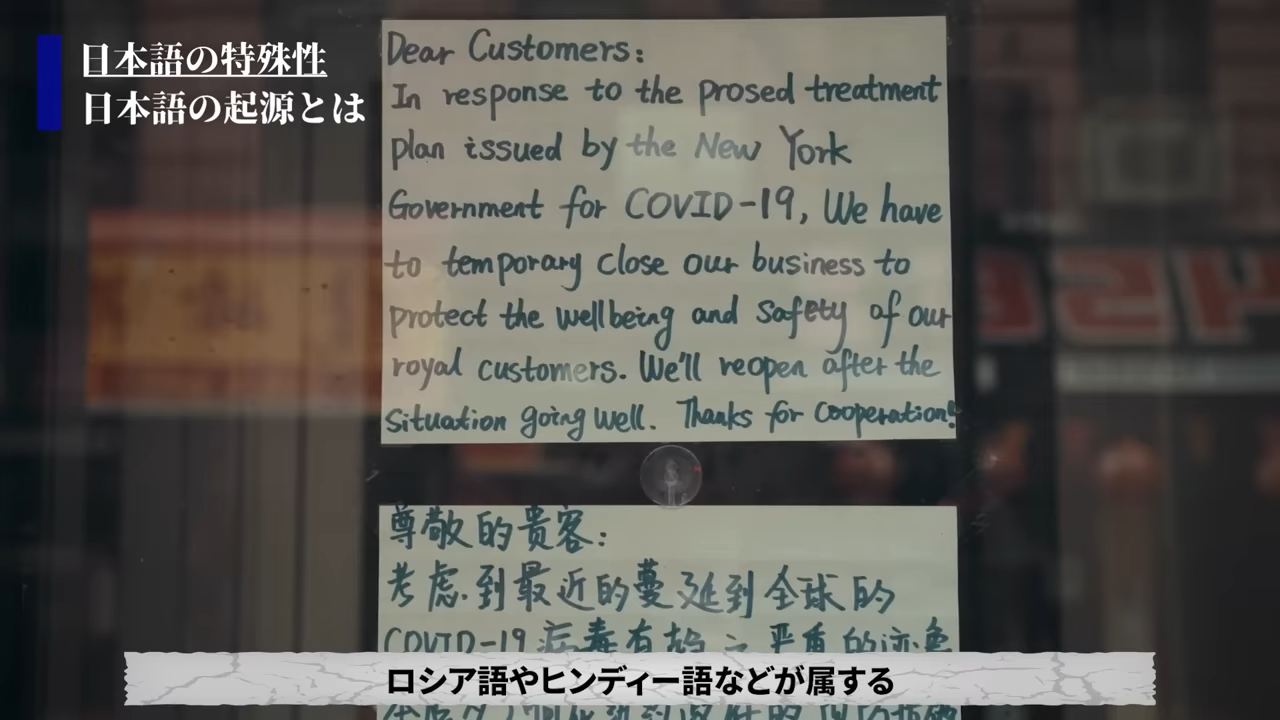 日本語の特殊性
日本語の起源とは
Dear Customers:
In response to the prosed treatment
plan issued by the New York
Government for COVID-19, We have
to temporary close our business to
protect the wellbeing and safety of our
royal customers. We'll reopen after the
situation going well. Thanks for cooperation!
尊敬的贵客:
考虑到最近的蔓延到全球的
COVID-19 病毒有
ロシア語やヒンディー語などが属する